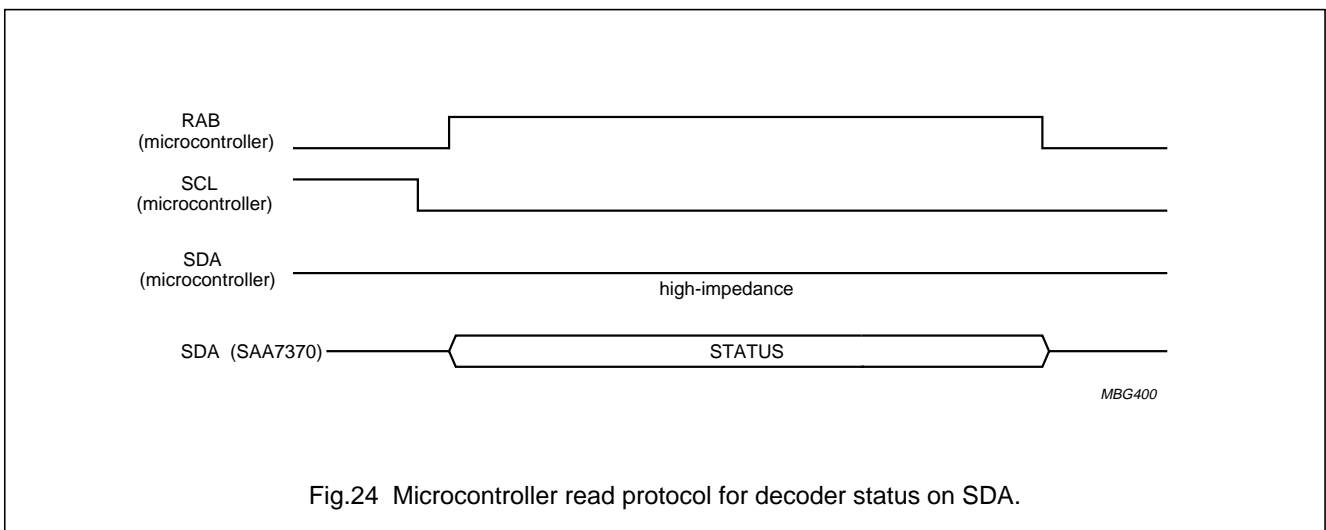 RAB
(microcontroller)
SCL
(microcontroller)
SDA
(microcontroller)
high-impedance
SDA (SAA7370)
STATUS
MBG400
Fig.24 Microcontroller read protocol for decoder status on SDA.